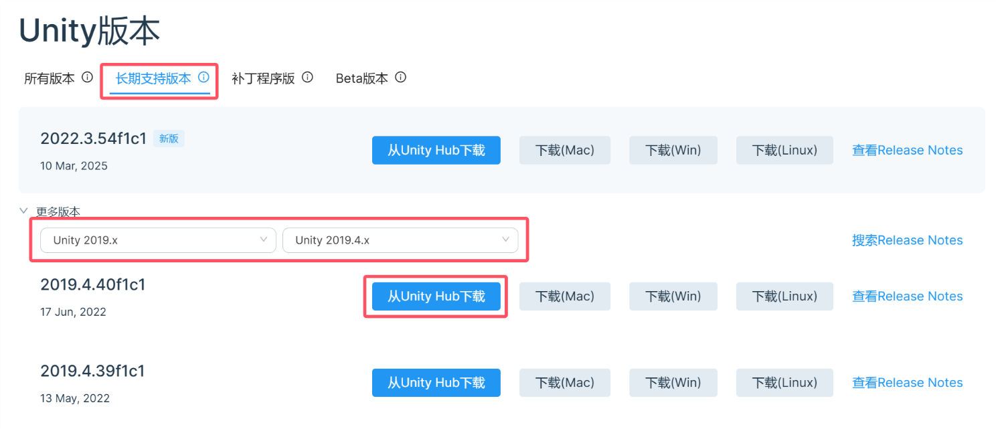 Unity版本
所有版本 长期支持版本 补丁程序版 Beta版本
2022.3.54f1c1 新版
从Unity Hub下载 下载(Mac) 下载(Win) 下载(Linux) 查看Release Notes
10 Mar, 2025
更多版本
Unity 2019.x Unity 2019.4.x 搜索Release Notes
2019.4.40f1c1
从Unity Hub下载 下载(Mac) 下载(Win) 下载(Linux) 查看Release Notes
17 Jun, 2022
2019.4.39f1c1
从Unity Hub下载 下载(Mac) 下载(Win) 下载(Linux) 查看Release Notes
13 May, 2022